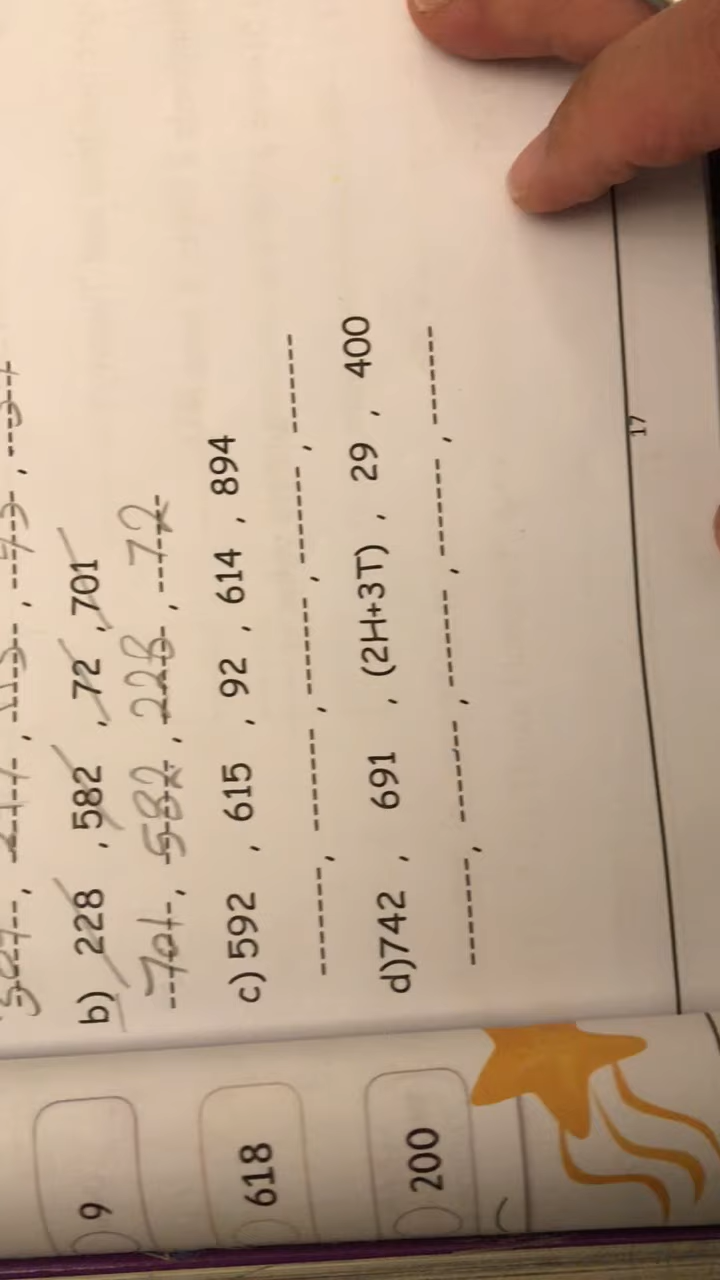 b) 228 , 582 , 72 , 701
701 , 582 , 228 , 72
c) 592 , 615 , 92 , 614 , 894
d)742 , 691 , (2H+3T) , 29 , 400
17
9
618
200